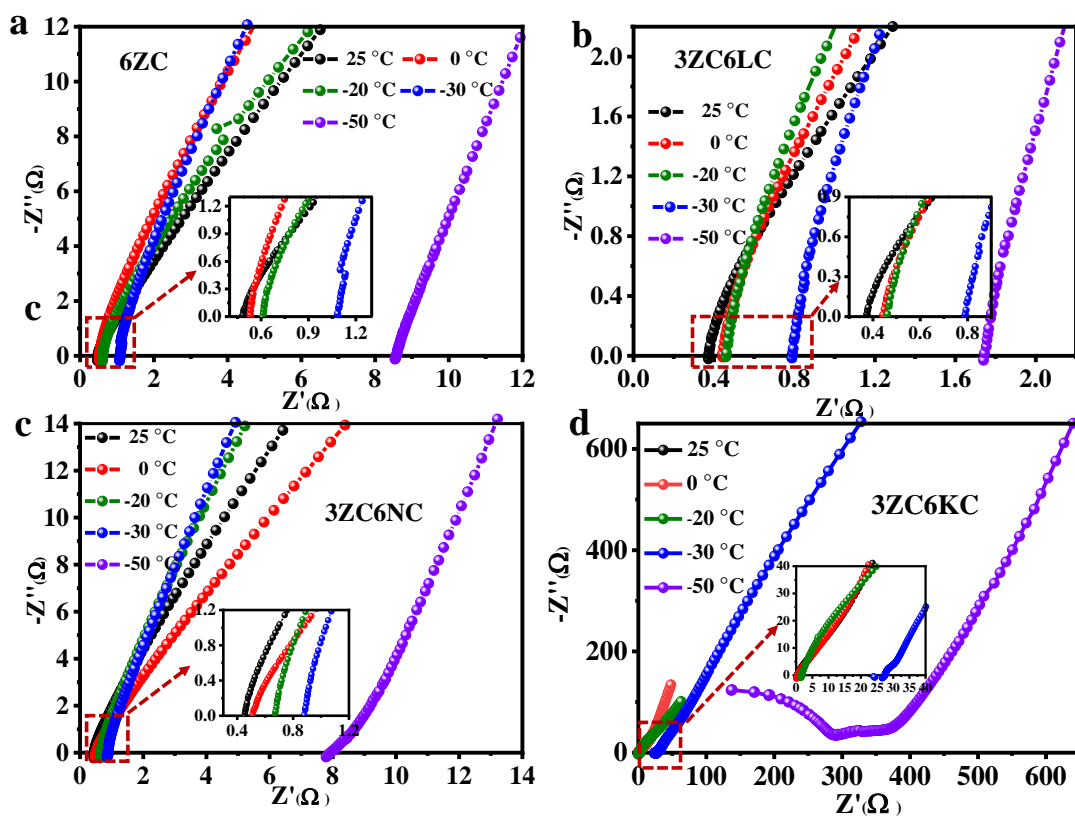 a
6ZC
25 °C
0 °C
-20 °C
-30 °C
-50 °C
-Z''(Ω)
12
10
8
6
4
2
0
c
1.2
0.9
0.6
0.3
0.0
0.6 0.9 1.2
0 2 4 6 8 10 12
Z'(Ω)
b
3ZC6LC
25 °C
0 °C
-20 °C
-30 °C
-50 °C
-Z''(Ω)
2.0
1.6
1.2
0.8
0.4
0.0
0.9
0.6
0.3
0.0
0.4 0.6 0.8
0.0 0.4 0.8 1.2 1.6 2.0
Z'(Ω)
c
3ZC6NC
25 °C
0 °C
-20 °C
-30 °C
-50 °C
-Z''(Ω)
14
12
10
8
6
4
2
0
1.2
0.9
0.6
0.3
0.0
0.4 0.8 1.2
0 2 4 6 8 10 12 14
Z'(Ω)
d
3ZC6KC
25 °C
0 °C
-20 °C
-30 °C
-50 °C
-Z''(Ω)
600
400
200
0
40
30
20
10
0
0 5 10 15 20 25 30 35 40
0 100 200 300 400 500 600
Z'(Ω)